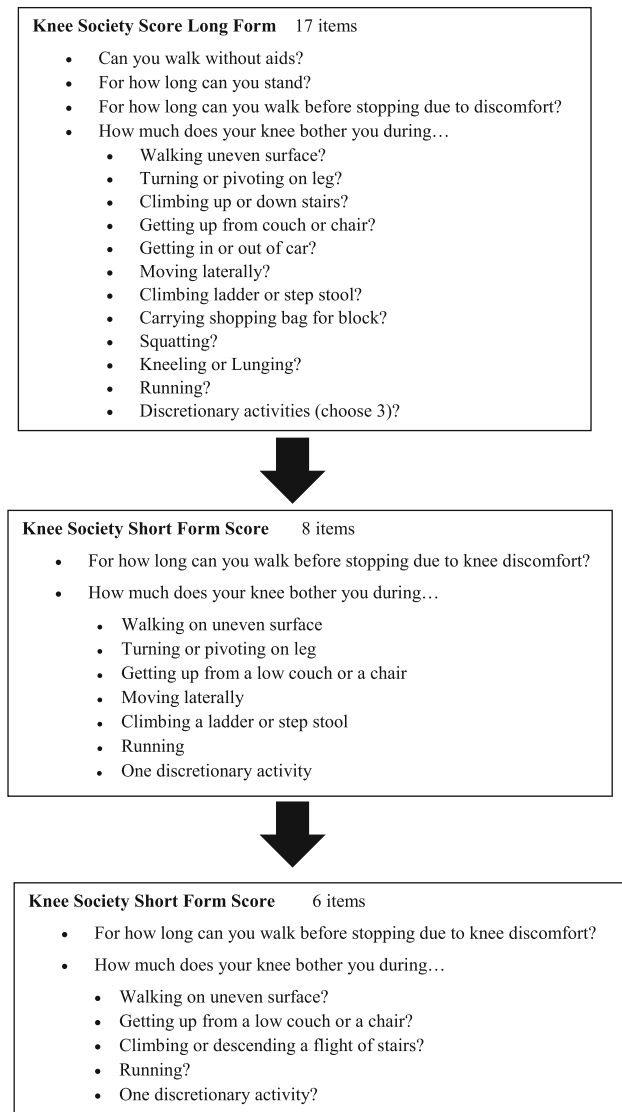 Knee Society Score Long Form 17 items
• Can you walk without aids?
• For how long can you stand?
• For how long can you walk before stopping due to discomfort?
• How much does your knee bother you during…
• Walking uneven surface?
• Turning or pivoting on leg?
• Climbing up or down stairs?
• Getting up from couch or chair?
• Getting in or out of car?
• Moving laterally?
• Climbing ladder or step stool?
• Carrying shopping bag for block?
• Squatting?
• Kneeling or Lunging?
• Running?
• Discretionary activities (choose 3)?
Knee Society Short Form Score 8 items
• For how long can you walk before stopping due to knee discomfort?
• How much does your knee bother you during…
• Walking on uneven surface
• Turning or pivoting on leg
• Getting up from a low couch or a chair
• Moving laterally
• Climbing a ladder or step stool
• Running
• One discretionary activity
Knee Society Short Form Score 6 items
• For how long can you walk before stopping due to knee discomfort?
• How much does your knee bother you during…
• Walking on uneven surface?
• Getting up from a low couch or a chair?
• Climbing or descending a flight of stairs?
• Running?
• One discretionary activity?